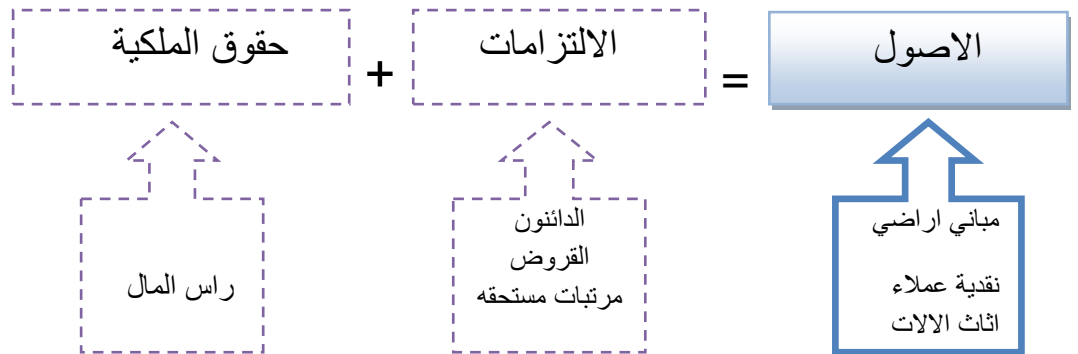 الاصول
=
الالتزامات
+
حقوق الملكية
مباني اراضي
نقدية عملاء
اثاث الالات
الدائنون
القروض
مرتبات مستحقه
راس المال